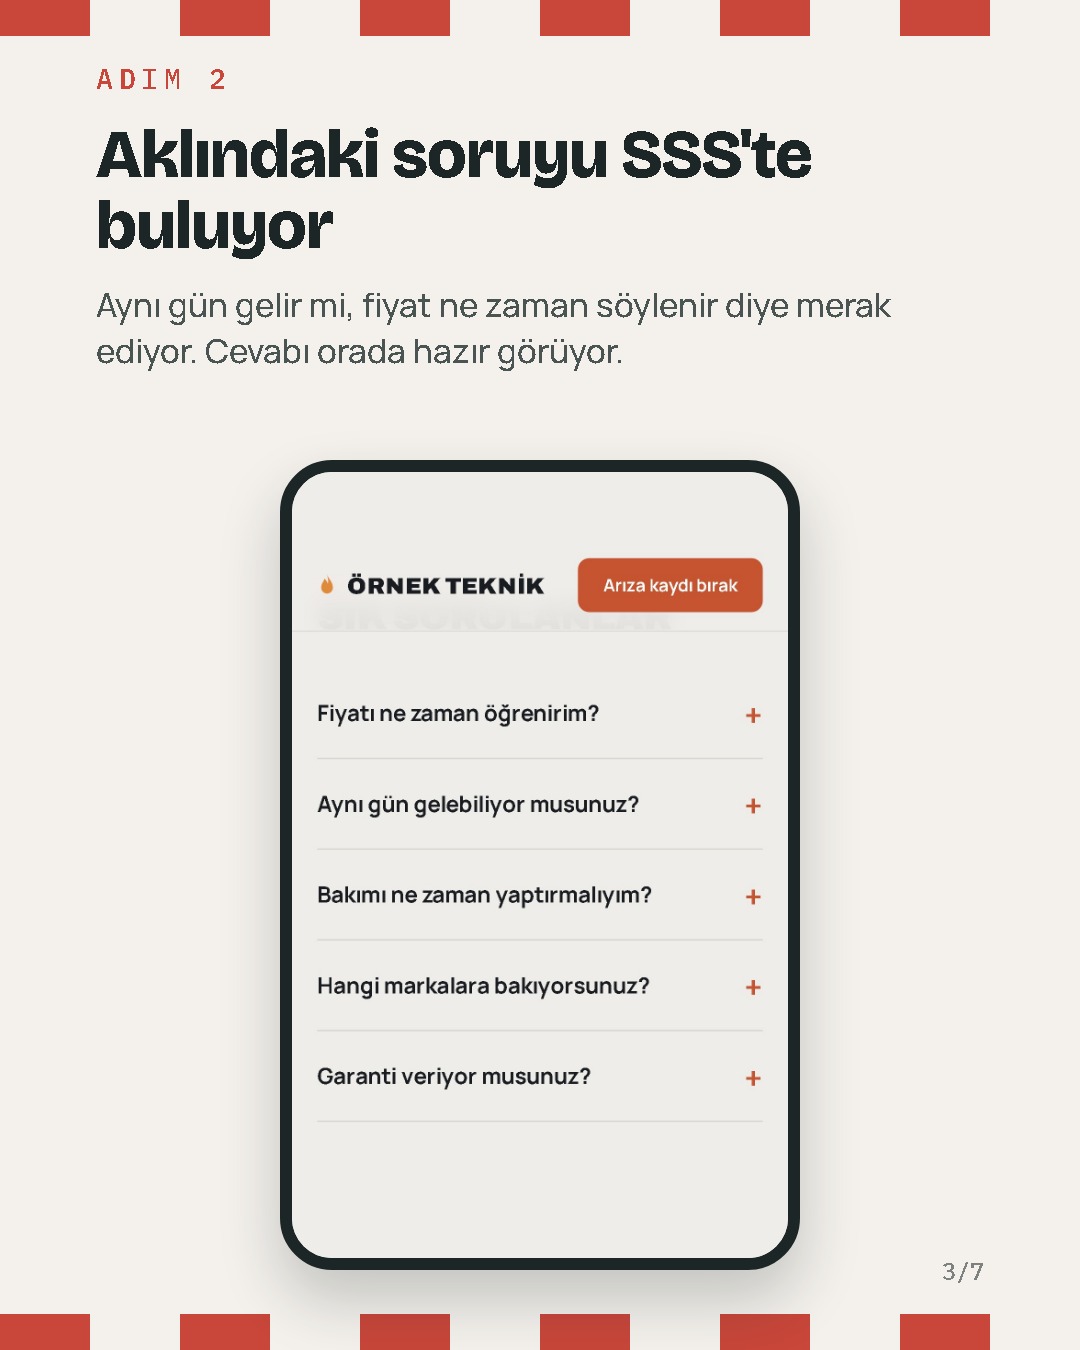 ADIM 2
Aklındaki soruyu SSS'te
buluyor
Aynı gün gelir mi, fiyat ne zaman söylenir diye merak
ediyor. Cevabı orada hazır görüyor.
ÖRNEK TEKNİK
Arıza kaydı bırak
SIK SORULANLAR
Fiyatı ne zaman öğrenirim? +
Aynı gün gelebiliyor musunuz? +
Bakımı ne zaman yaptırmalıyım? +
Hangi markalara bakıyorsunuz? +
Garanti veriyor musunuz? +
3/7